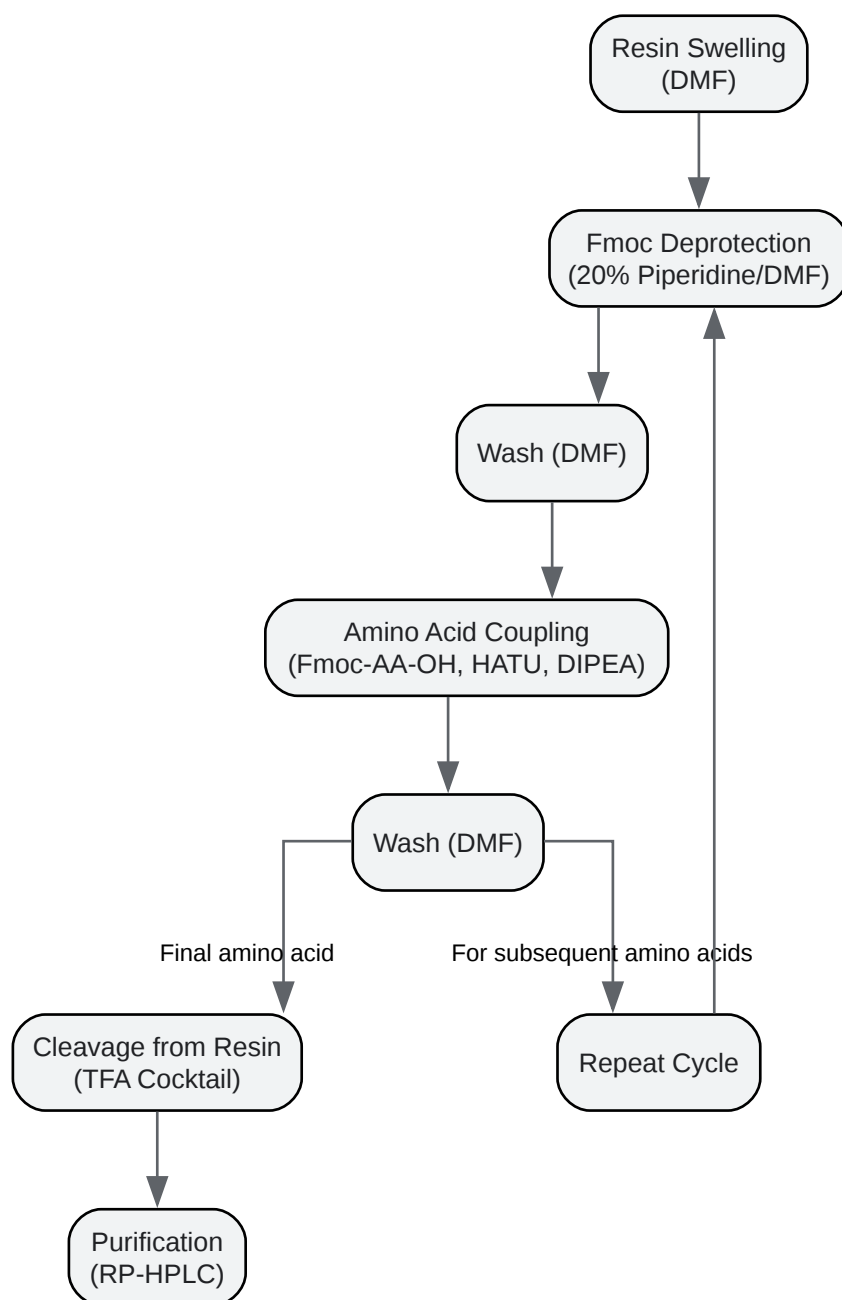 Resin Swelling
(DMF)
Fmoc Deprotection
(20% Piperidine/DMF)
Wash (DMF)
Amino Acid Coupling
(Fmoc-AA-OH, HATU, DIPEA)
Wash (DMF)
Final amino acid
For subsequent amino acids
Cleavage from Resin
(TFA Cocktail)
Repeat Cycle
Purification
(RP-HPLC)